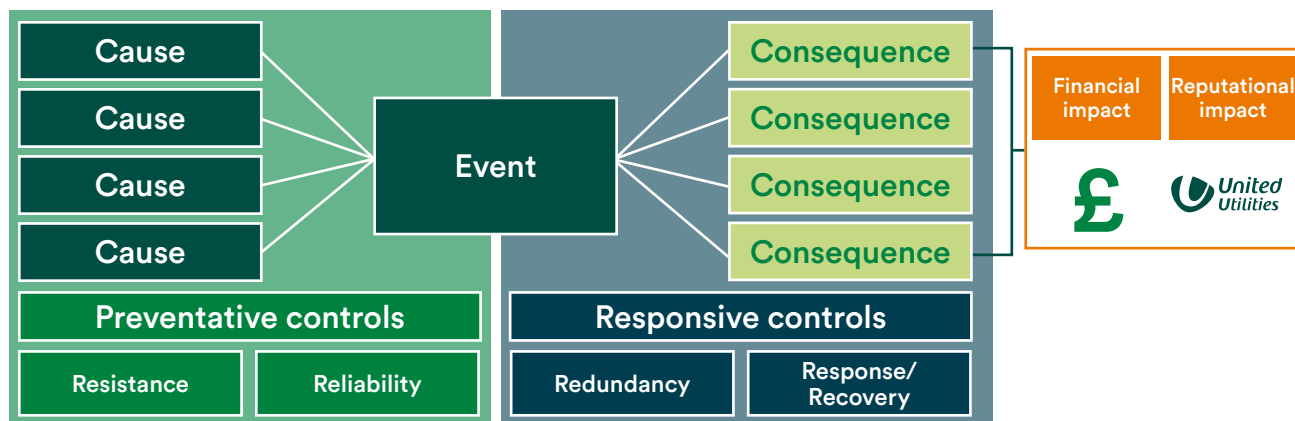 Cause
Cause
Cause
Cause
Event
Consequence
Consequence
Consequence
Consequence
Financial
impact
Reputational
impact
£
United
Utilities
Preventative controls
Resistance
Reliability
Responsive controls
Redundancy
Response/
Recovery